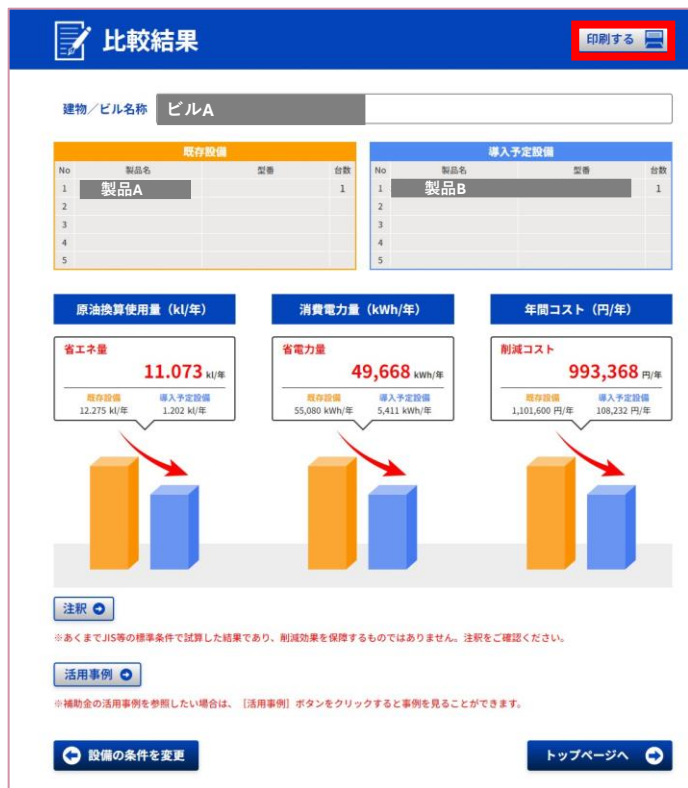 比較結果
印刷する
建物／ビル名称 ビルA
既存設備 導入予定設備
No 製品名 型番 台数 No 製品名 型番 台数
1 製品A 1 1 製品B 1
2 2
3 3
4 4
5 5
原油換算使用量（kl/年） 消費電力量（kWh/年） 年間コスト（円/年）
省エネ量 省電力量 削減コスト
11.073 kl/年 49,668 kWh/年 993,368 円/年
既存設備 導入予定設備 既存設備 導入予定設備 既存設備 導入予定設備
12.275 kl/年 1.202 kl/年 55,080 kWh/年 5,411 kWh/年 1,101,600 円/年 108,232 円/年
注釈
※あくまでJIS等の標準条件で試算した結果であり、削減効果を保障するものではありません。注釈をご確認ください。
活用事例
※補助金の活用事例を参照したい場合は、［活用事例］ボタンをクリックすると事例を見ることができます。
設備の条件を変更 トップページへ